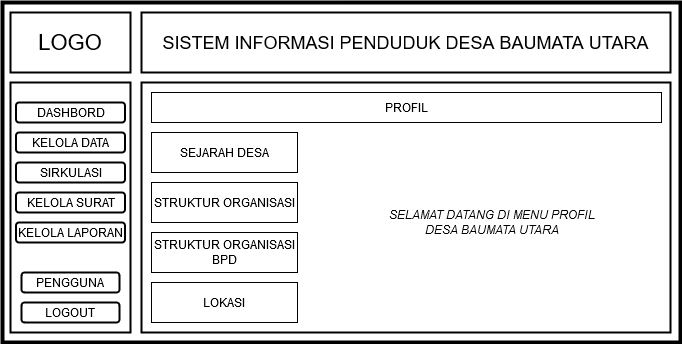 LOGO
SISTEM INFORMASI PENDUDUK DESA BAUMATA UTARA
DASHBORD
KELOLA DATA
SIRKULASI
KELOLA SURAT
KELOLA LAPORAN
PENGGUNA
LOGOUT
PROFIL
SEJARAH DESA
STRUKTUR ORGANISASI
STRUKTUR ORGANISASI
BPD
LOKASI
SELAMAT DATANG DI MENU PROFIL
DESA BAUMATA UTARA